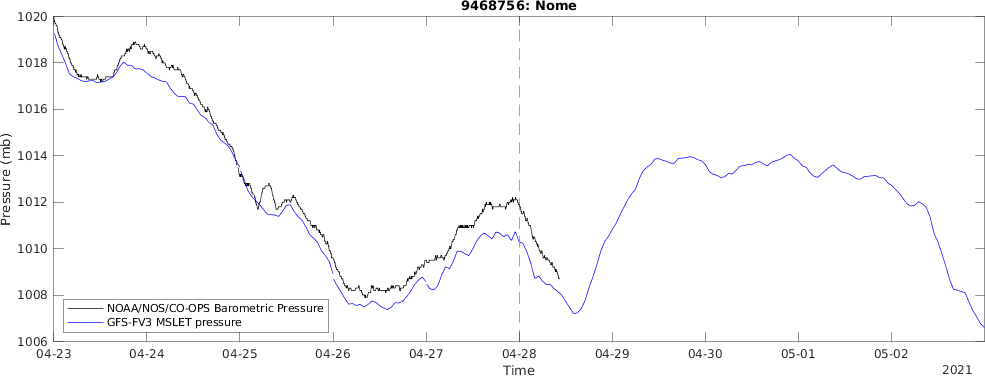 9468756: Nome
1020
1018
1016
1014
1012
1010
1008
1006
Pressure (mb)
NOAA/NOS/CO-OPS Barometric Pressure
GFS-FV3 MSLET pressure
04-23 04-24 04-25 04-26 04-27 04-28 04-29 04-30 05-01 05-02
Time
2021